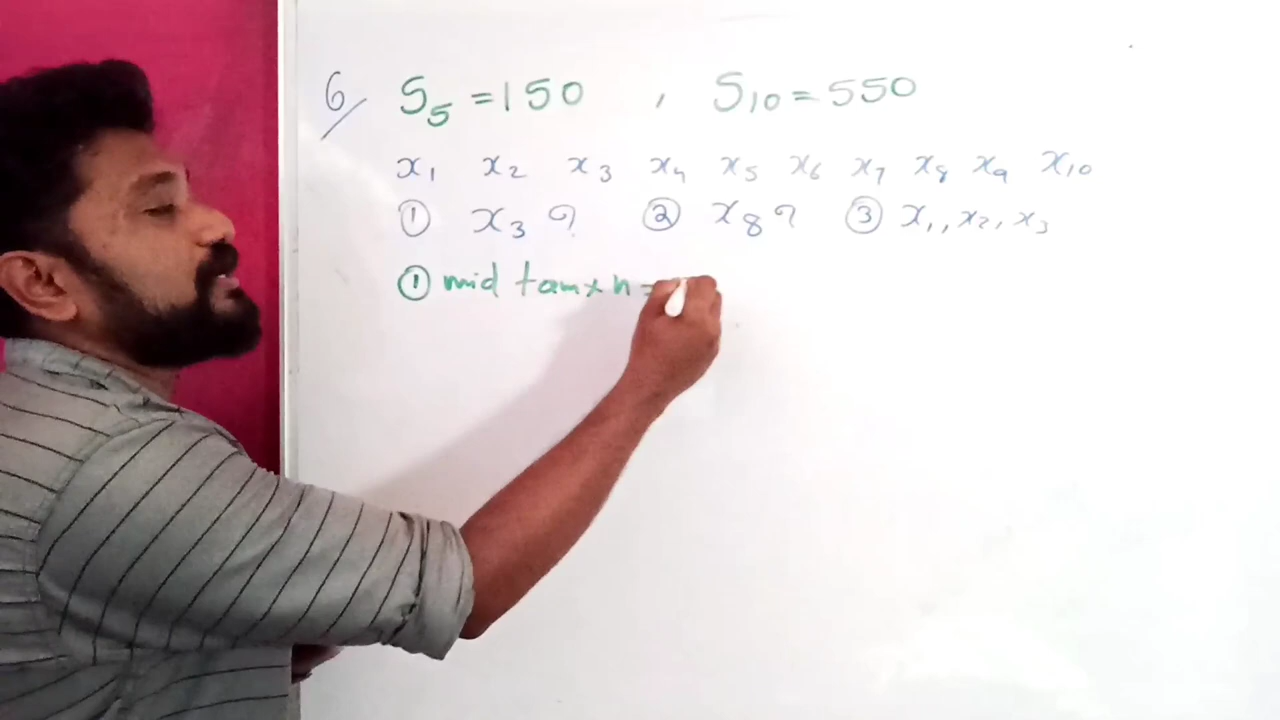 6/ S₅ = 150 , S₁₀ = 550
x₁ x₂ x₃ x₄ x₅ x₆ x₇ x₈ x₉ x₁₀
① x₃ ? ② x₈ ? ③ x₁, x₂, x₃
① mid tam × n =